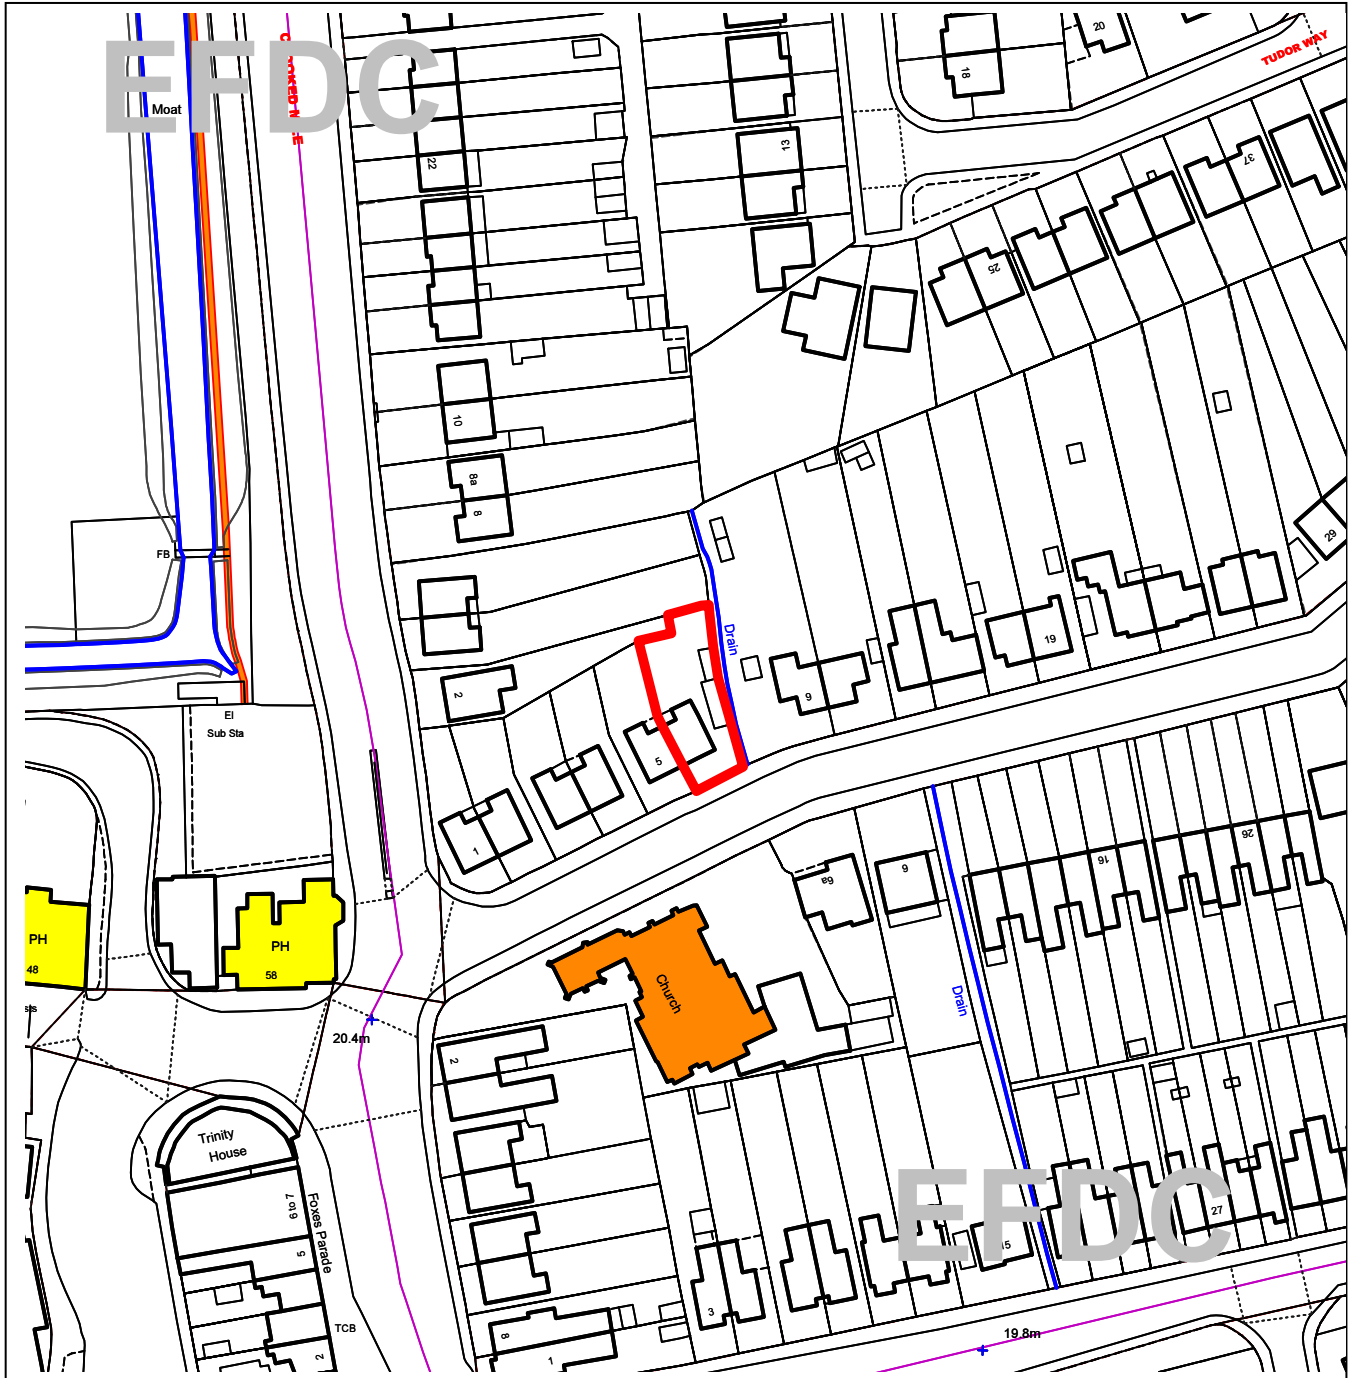 EFDC
Moat
TUDOR WAY
20
18
22
13
37
25
10
8a
8
29
FB
Drain
19
9
2
5
El
Sub Sta
1
16
26
6a
6
PH
48
PH
58
Church
Drain
20.4m
2
Trinity
House
6 to 7
Foxes Parade
5
EFDC
27
15
3
TCB
2
8
1
19.8m